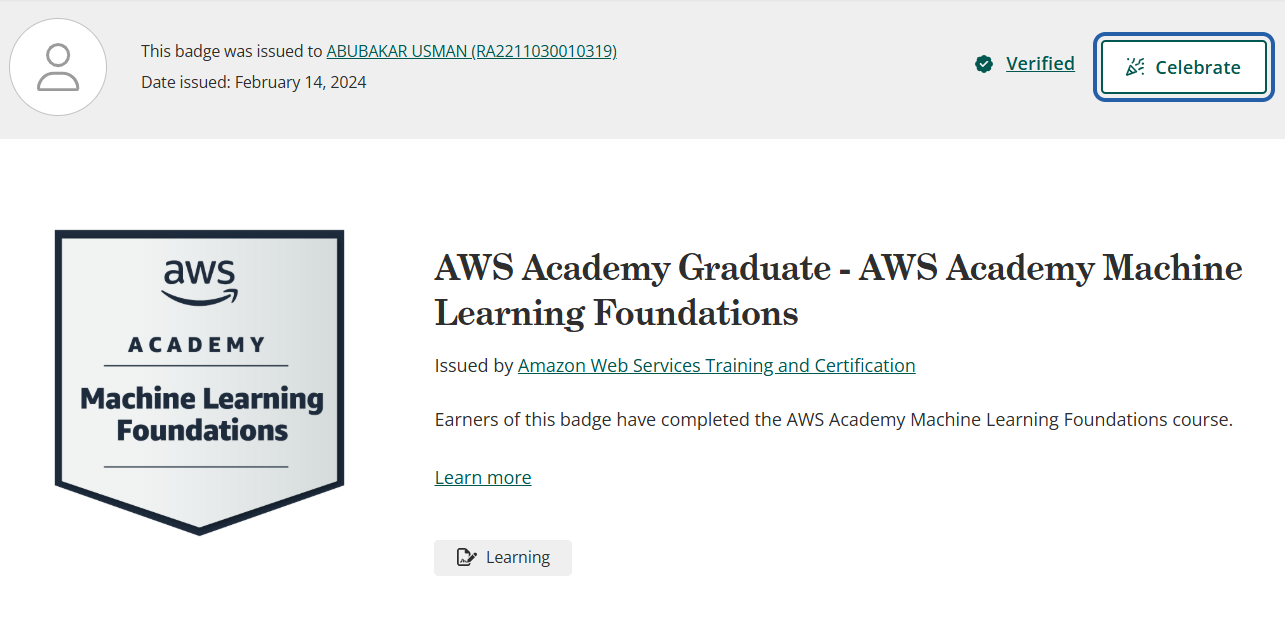 This badge was issued to ABUBAKAR USMAN (RA2211030010319)
Date issued: February 14, 2024
Verified
Celebrate
aws
ACADEMY
Machine Learning
Foundations
AWS Academy Graduate - AWS Academy Machine
Learning Foundations
Issued by Amazon Web Services Training and Certification
Earners of this badge have completed the AWS Academy Machine Learning Foundations course.
Learn more
Learning